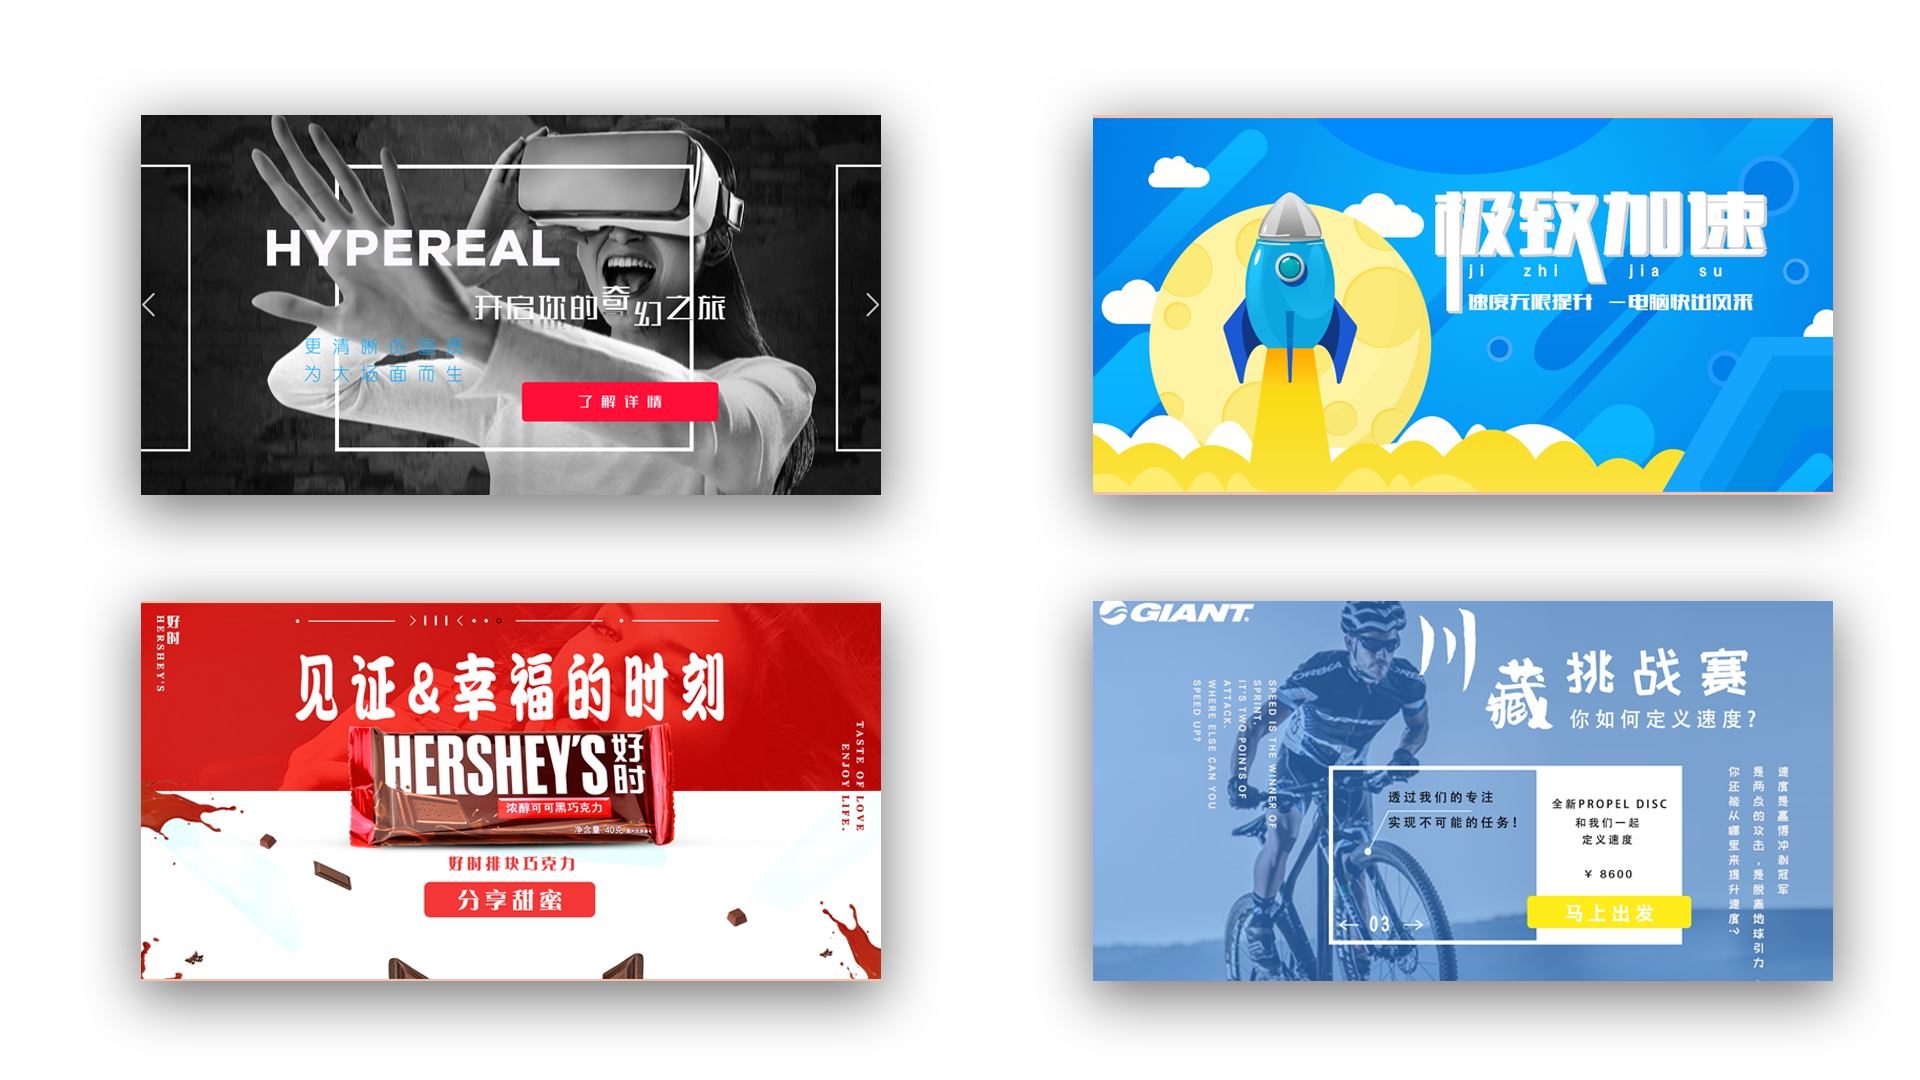 HYPEREAL
开启你的奇幻之旅
更清晰的画质
为大场面而生
了解详情
极致加速
ji zhi jia su
速度无限提升 一电脑快出风采
好时
HERSHEY'S
见证&幸福的时刻
HERSHEY'S好时
浓醇可可黑巧克力
净含量:40克
好时排块巧克力
分享甜蜜
TASTE OF LOVE
ENJOY LIFE.
GIANT
川藏挑战赛
你如何定义速度?
SPEED IS THE WINNER OF
SPRINT.
IT'S TWO POINTS OF
ATTACK.
WHERE ELSE CAN YOU
SPEED UP?
透过我们的专注
实现不可能的任务!
03
全新PROPEL DISC
和我们一起
定义速度
¥ 8600
马上出发
速度是赢得冲刺冠军
是两点的攻击,是脱离地球引力.
你还能从哪里来提升速度?